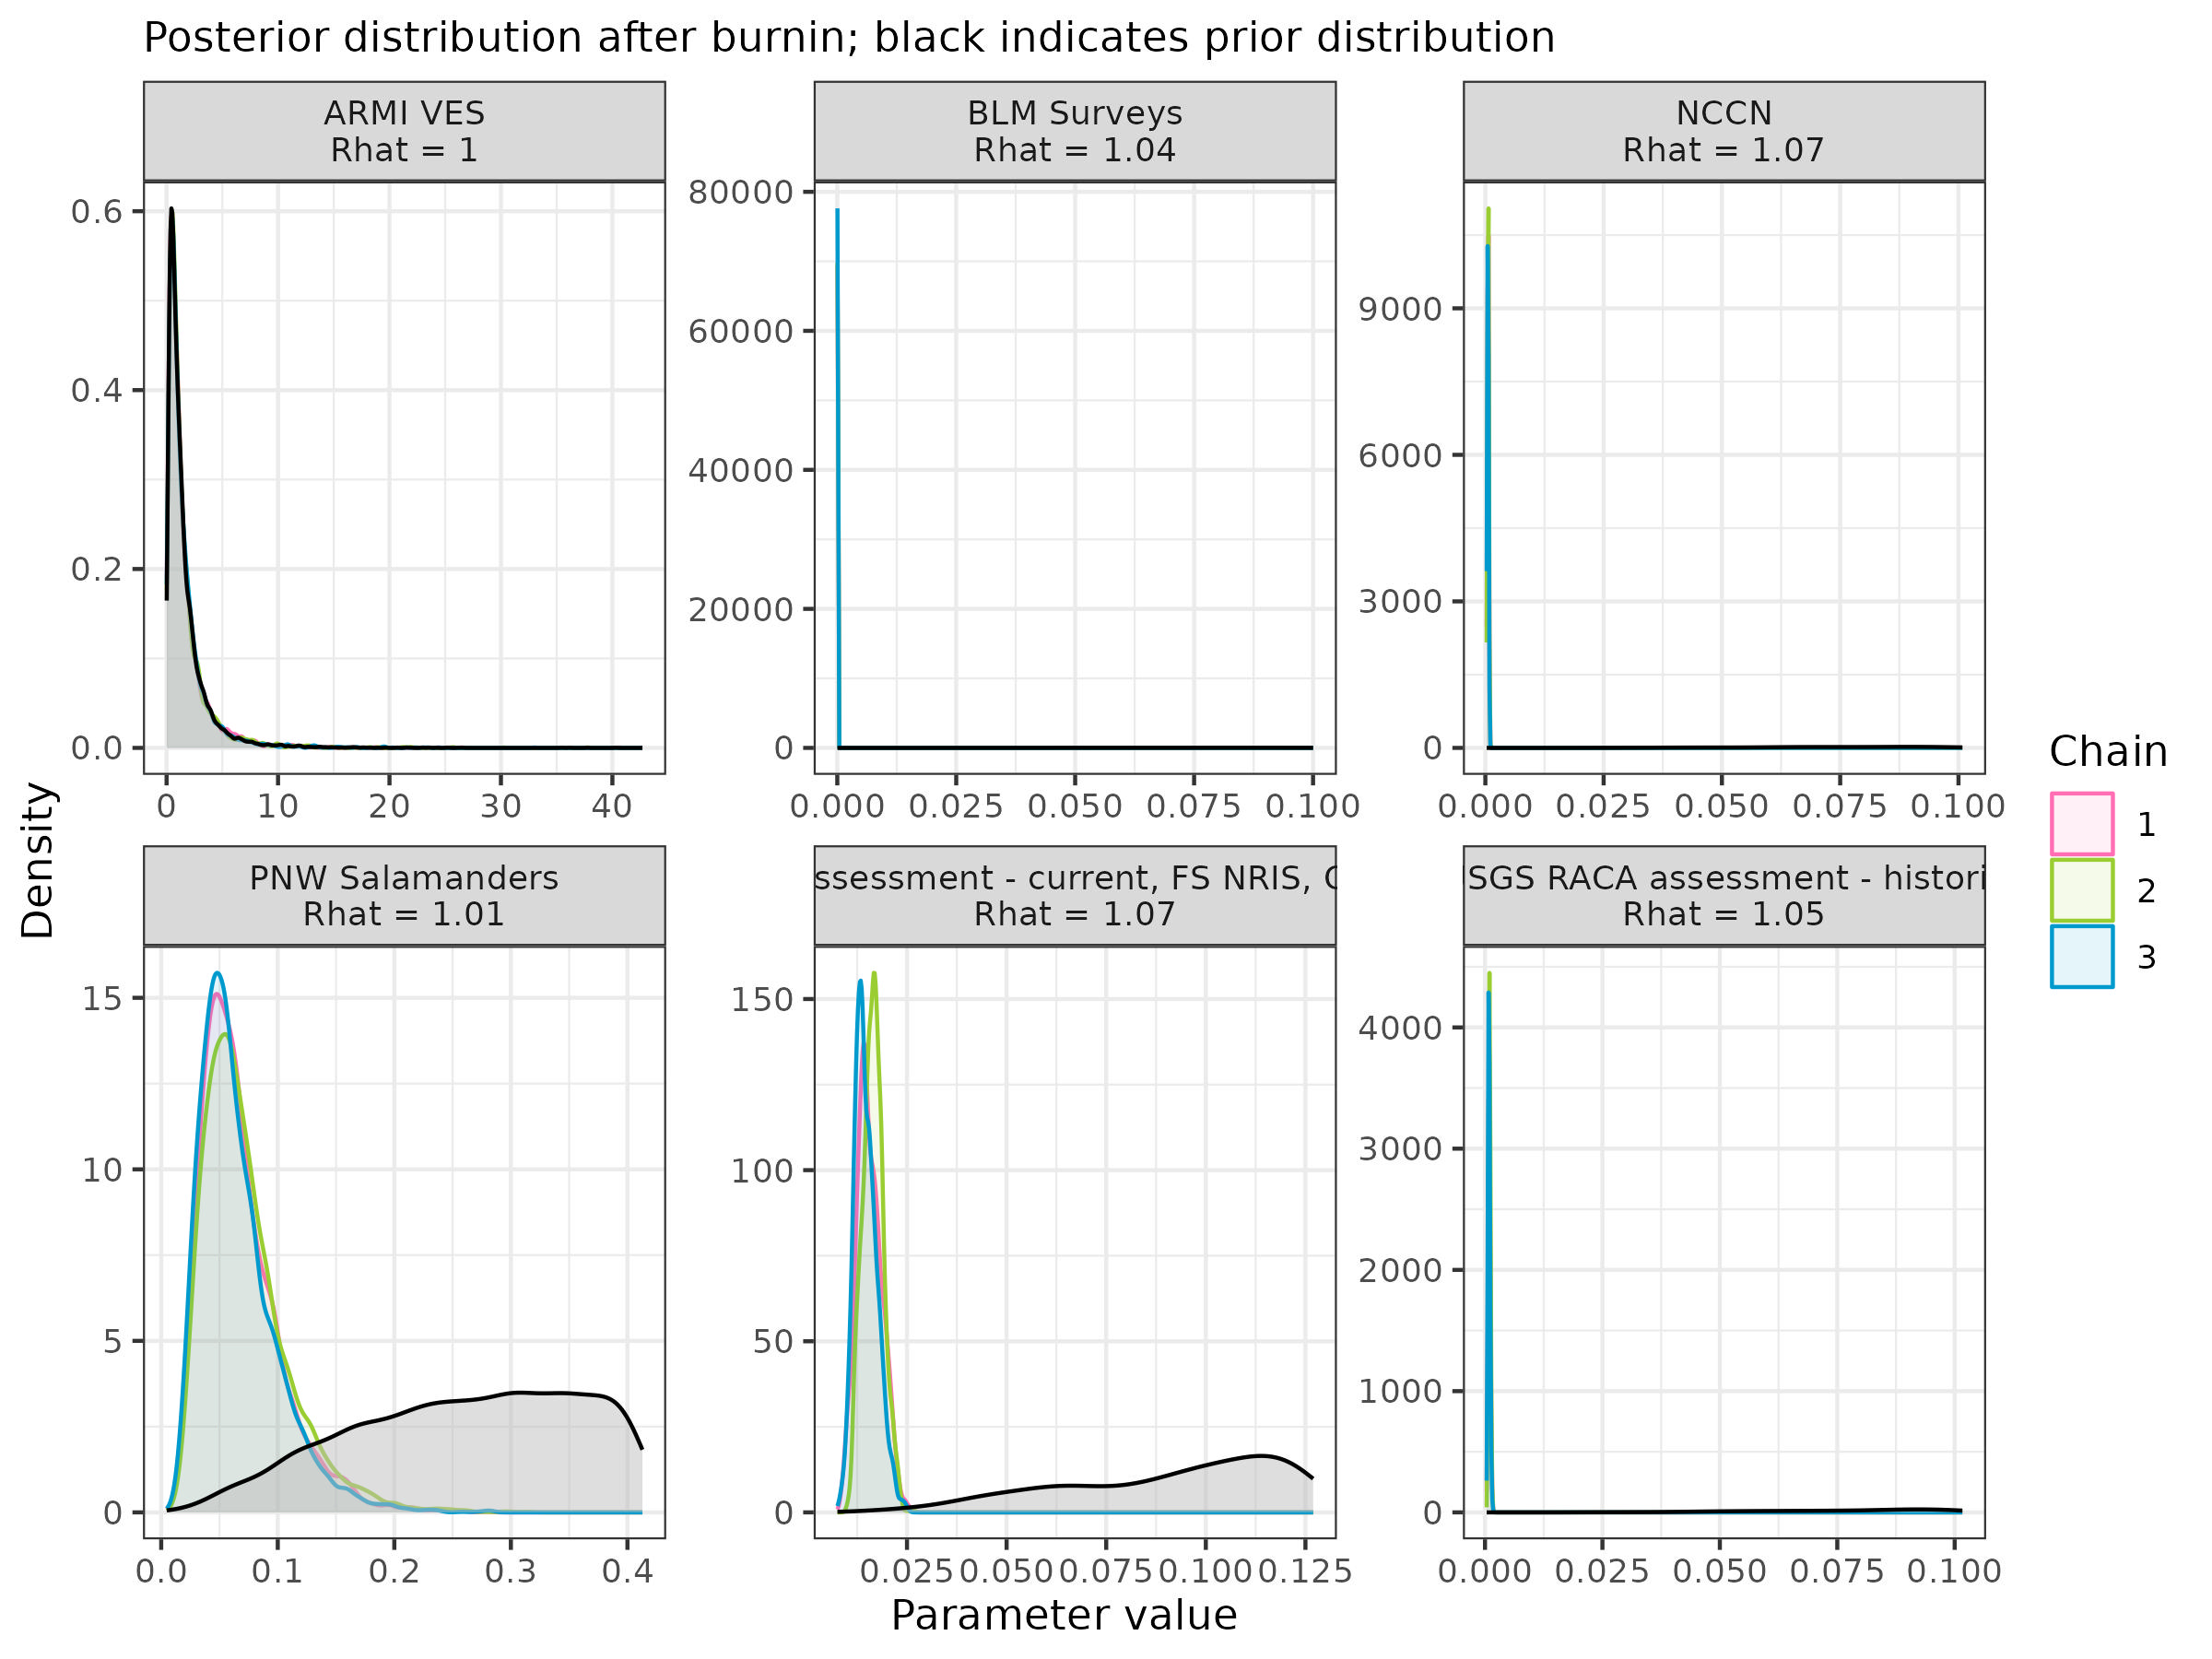 Posterior distribution after burnin; black indicates prior distribution
ARMI VES
Rhat = 1
BLM Surveys
Rhat = 1.04
NCCN
Rhat = 1.07
0.6
0.4
0.2
0.0
0 10 20 30 40
80000
60000
40000
20000
0
0.000 0.025 0.050 0.075 0.100
9000
6000
3000
0
0.000 0.025 0.050 0.075 0.100
PNW Salamanders
Rhat = 1.01
ssessment - current, FS NRIS,
Rhat = 1.07
SGS RACA assessment - histori
Rhat = 1.05
15
10
5
0
0.0 0.1 0.2 0.3 0.4
150
100
50
0
0.025 0.050 0.075 0.100 0.125
4000
3000
2000
1000
0
0.000 0.025 0.050 0.075 0.100
Density
Parameter value
Chain
1
2
3